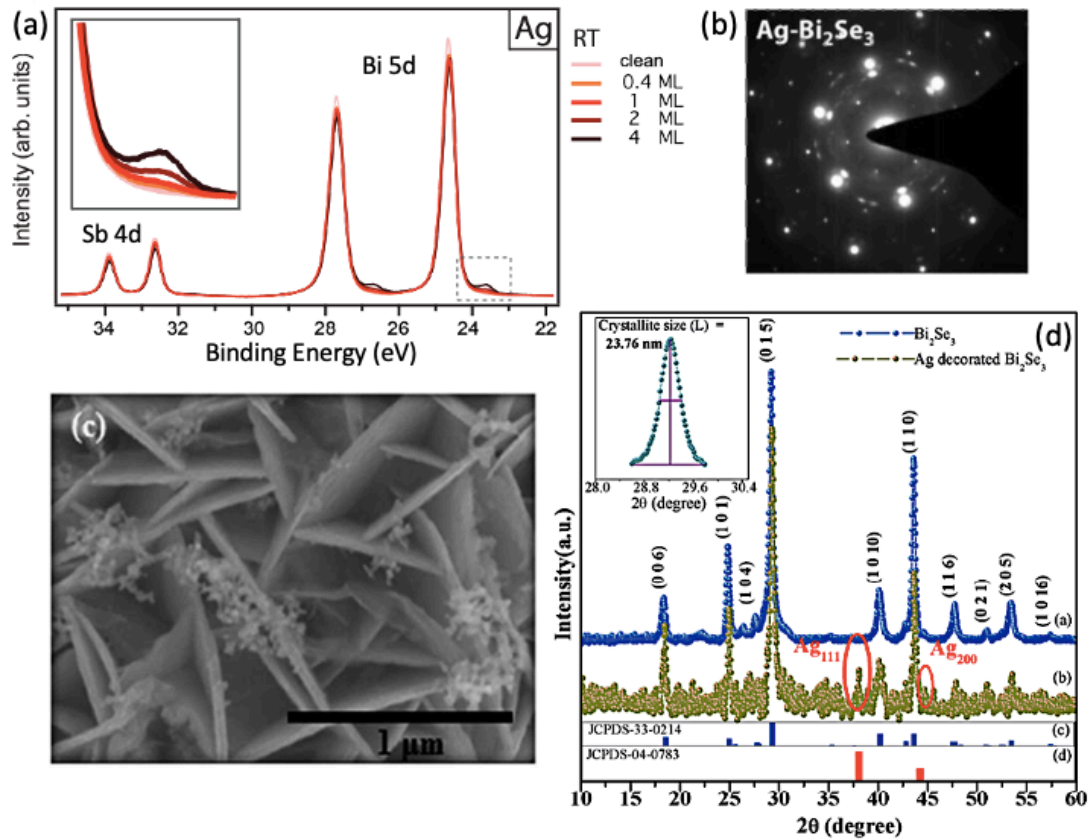 (a)
Ag
Intensity (arb. units)
Sb 4d
Bi 5d
34
32
30
28
26
24
22
Binding Energy (eV)
RT
clean
0.4 ML
1 ML
2 ML
4 ML
(b)
Ag-Bi₂Se₃
(c)
1 μm
(d)
Crystallite size (L) =
23.76 nm
28.0
28.8
29.6
30.4
2θ (degree)
Bi₂Se₃
Ag decorated Bi₂Se₃
Intensity(a.u.)
(0 0 6)
(1 0 1)
(1 0 4)
(0 1 5)
(1 0 10)
(1 1 0)
(1 1 6)
(0 2 1)
(2 0 5)
(1 0 16)
(a)
Ag₁₁₁
Ag₂₀₀
(b)
JCPDS-33-0214
(c)
JCPDS-04-0783
(d)
10
15
20
25
30
35
40
45
50
55
60
2θ (degree)